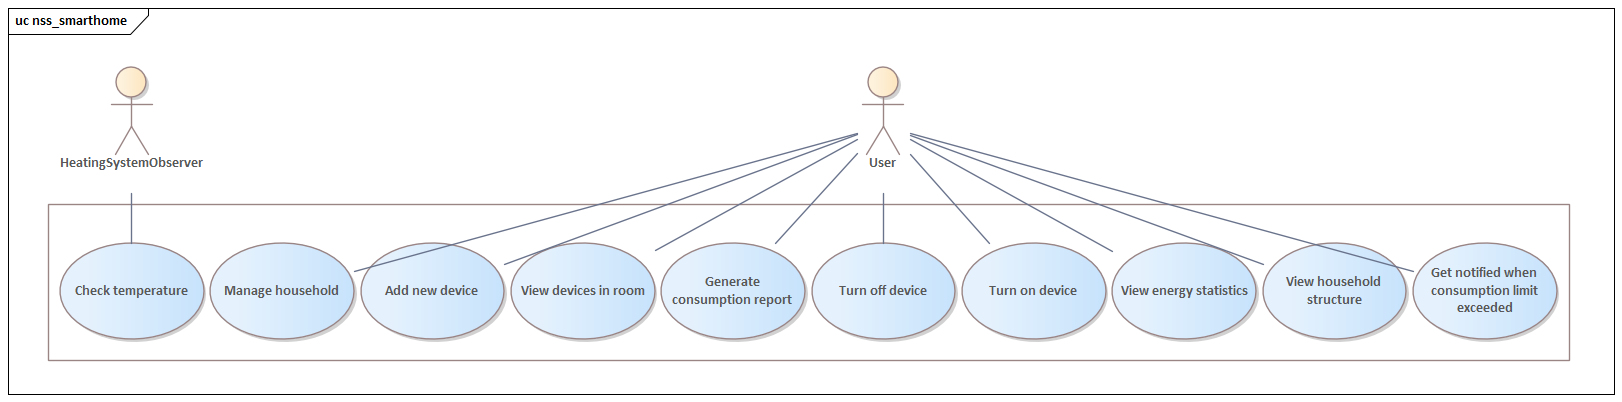 uc nss_smarthome
HeatingSystemObserver
User
Check temperature
Manage household
Add new device
View devices in room
Generate
consumption report
Turn off device
Turn on device
View energy statistics
View household
structure
Get notified when
consumption limit
exceeded